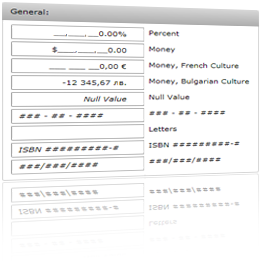 General:
__,___,__0.00% Percent
$___,___,__0.00 Money
___ ___ __0,00 € Money, French Culture
-12 345,67 лв. Money, Bulgarian Culture
Null Value Null Value
### - ## - #### ### - ## - ####
Letters
ISBN #########-# ISBN #########-#
###/###/#### ###/###/####